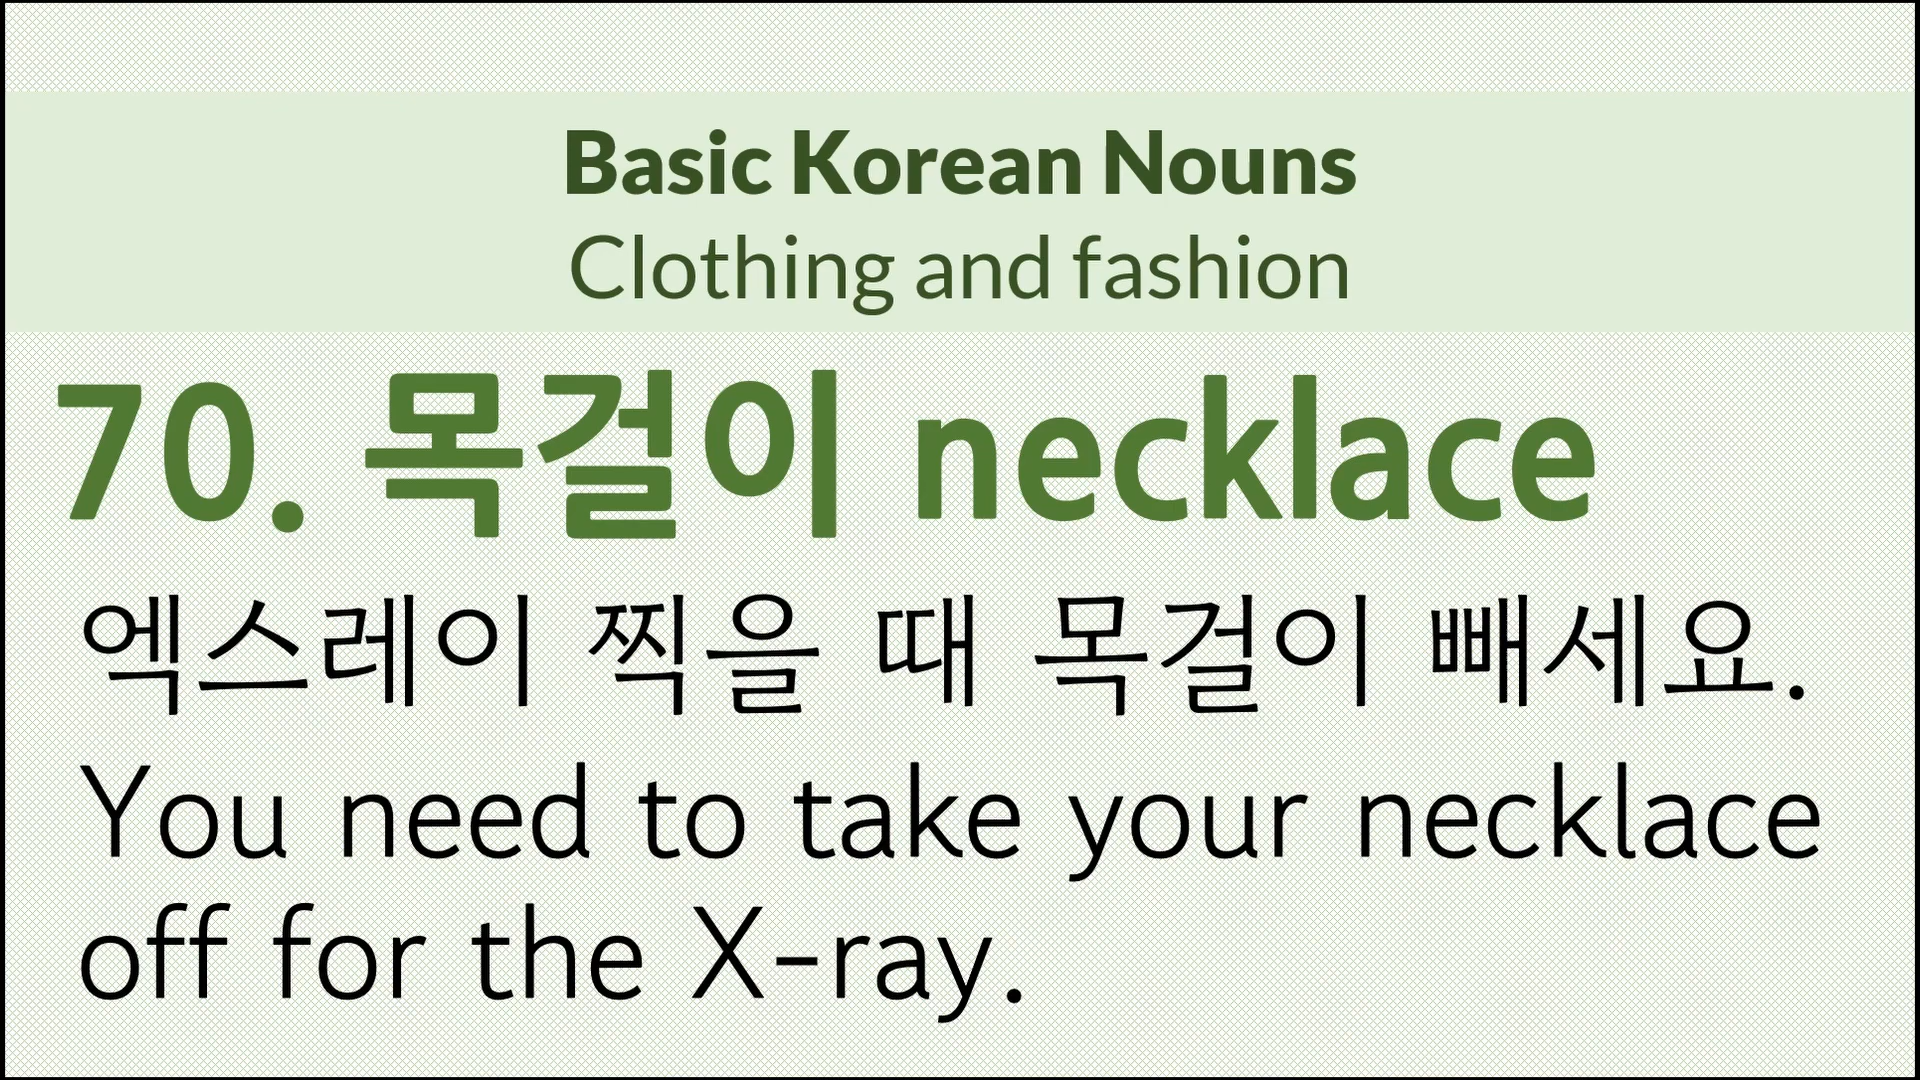 Basic Korean Nouns
Clothing and fashion
70. 목걸이 necklace
엑스레이 찍을 때 목걸이 빼세요.
You need to take your necklace
off for the X-ray.